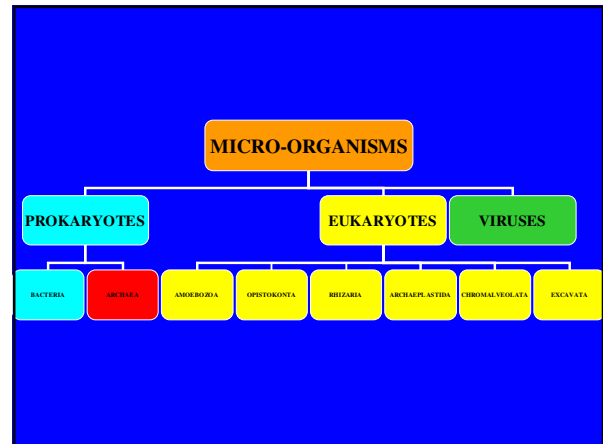 MICRO-ORGANISMS
PROKARYOTES
EUKARYOTES
VIRUSES
BACTERIA
ARCHAEA
AMOEBOZOA
OPISTOKONTA
RHIZARIA
ARCHAEPLASTIDA
CHROMALVEOLATA
EXCAVATA